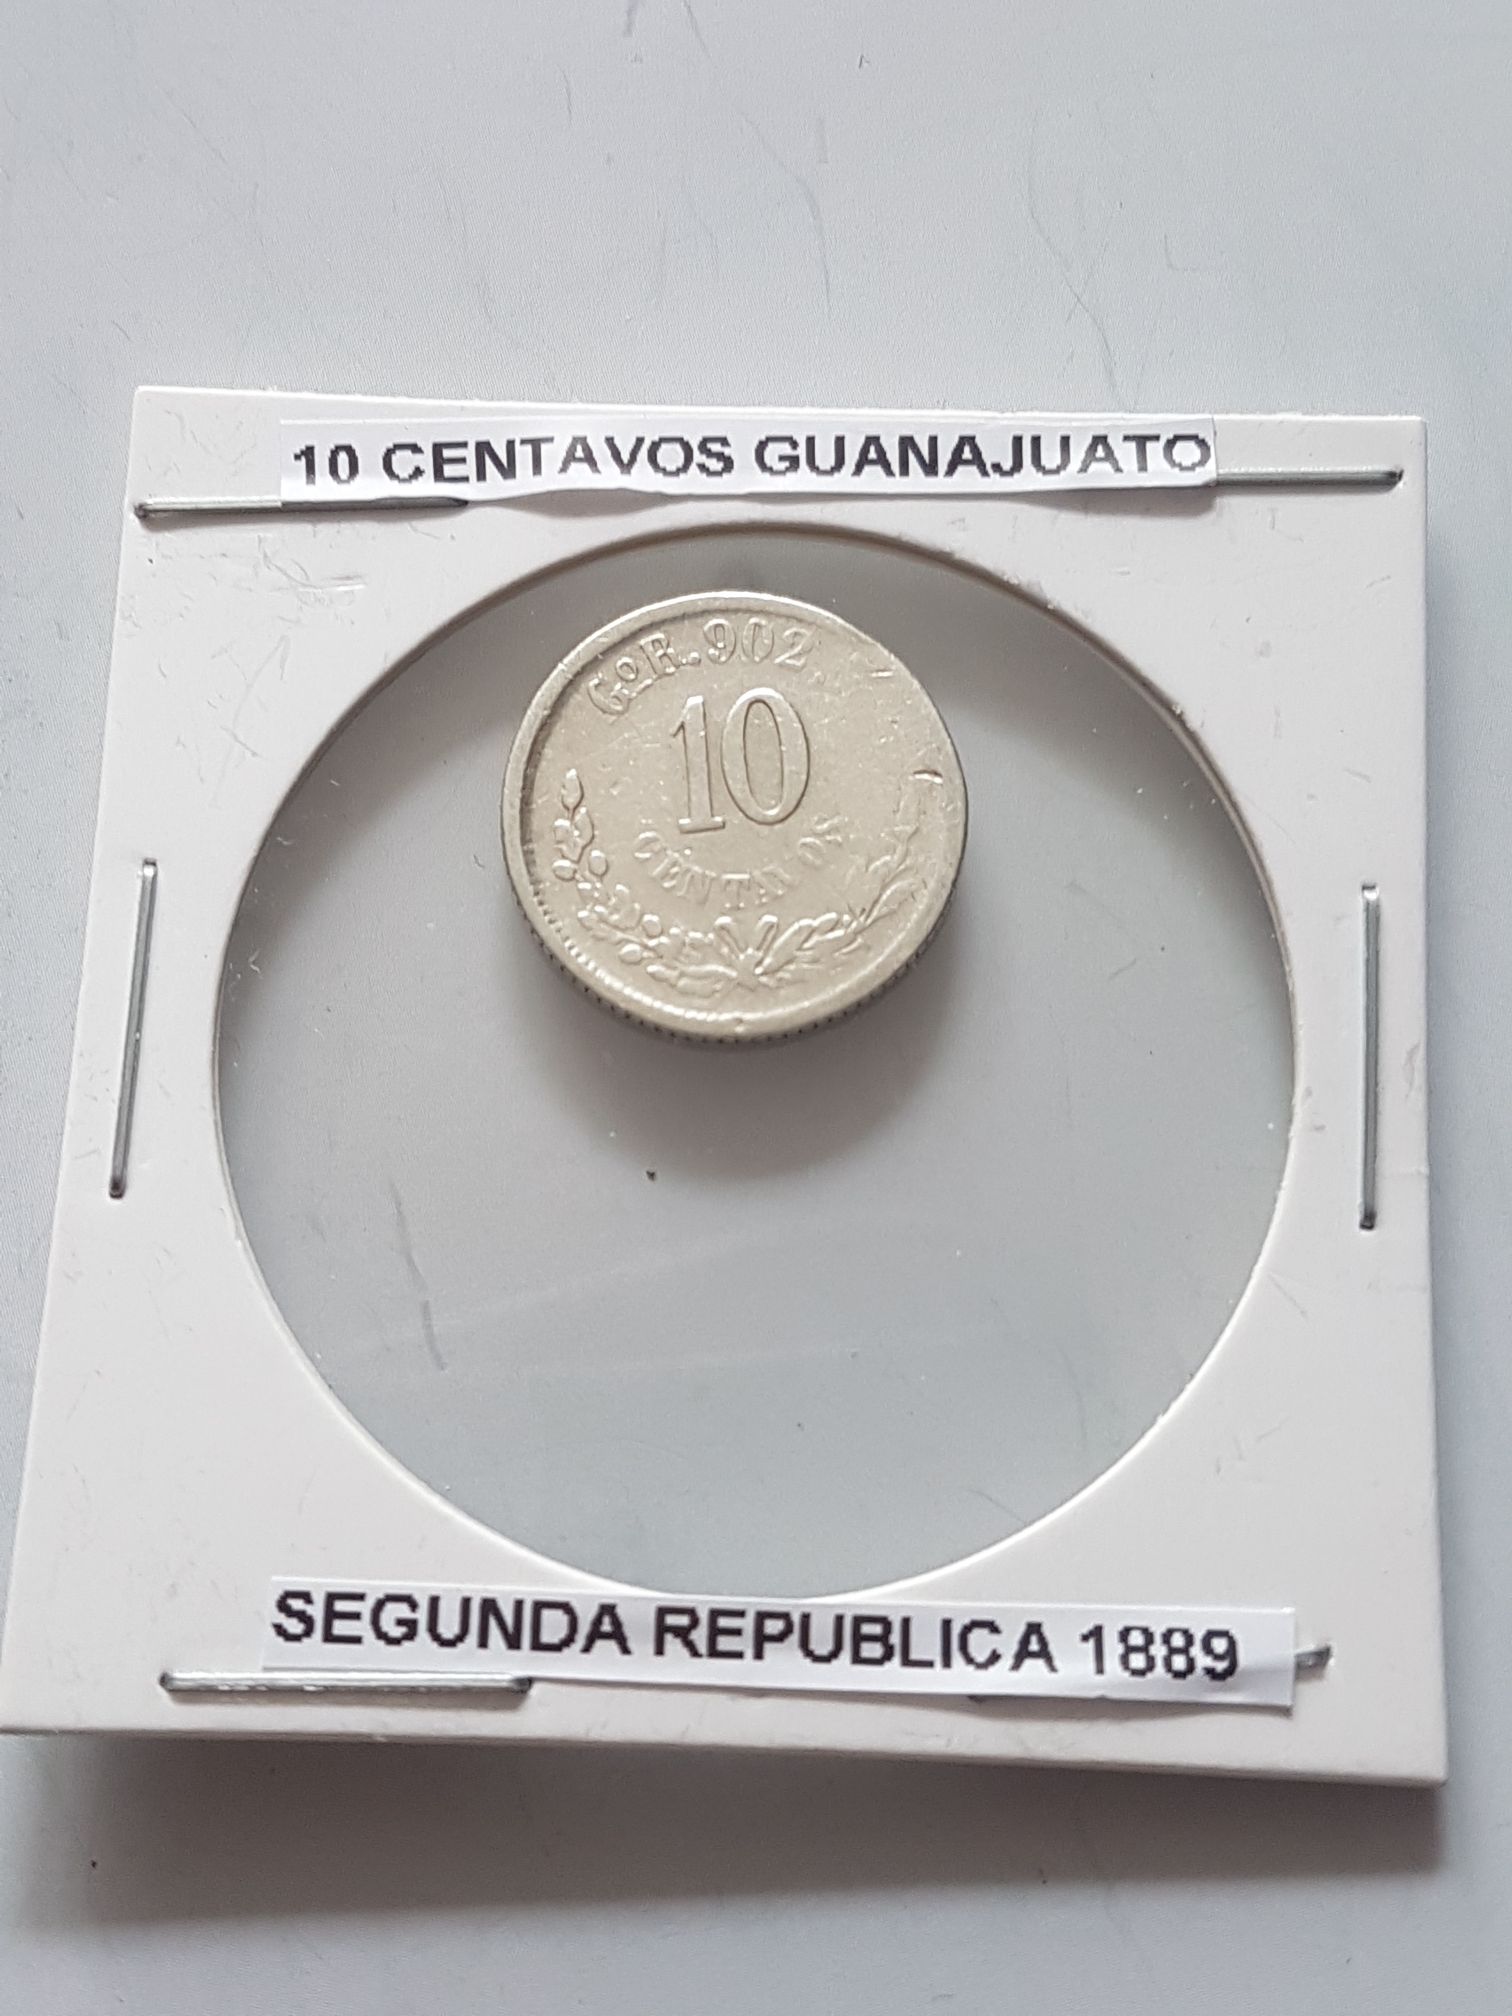 10 CENTAVOS GUANAJUATO
GoR.902.
10
CENTAVOS
SEGUNDA REPUBLICA 1889